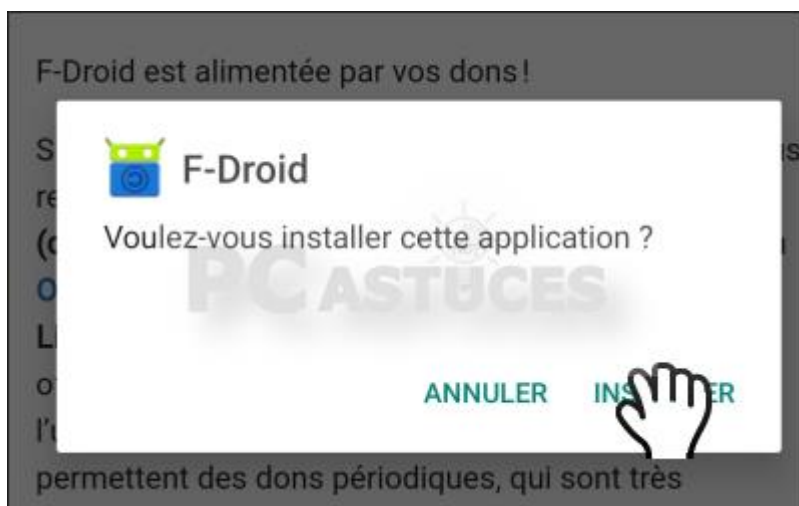 F-Droid est alimentée par vos dons !
F-Droid
Voulez-vous installer cette application ?
PC ASTUCES
ANNULER
permettent des dons périodiques, qui sont très